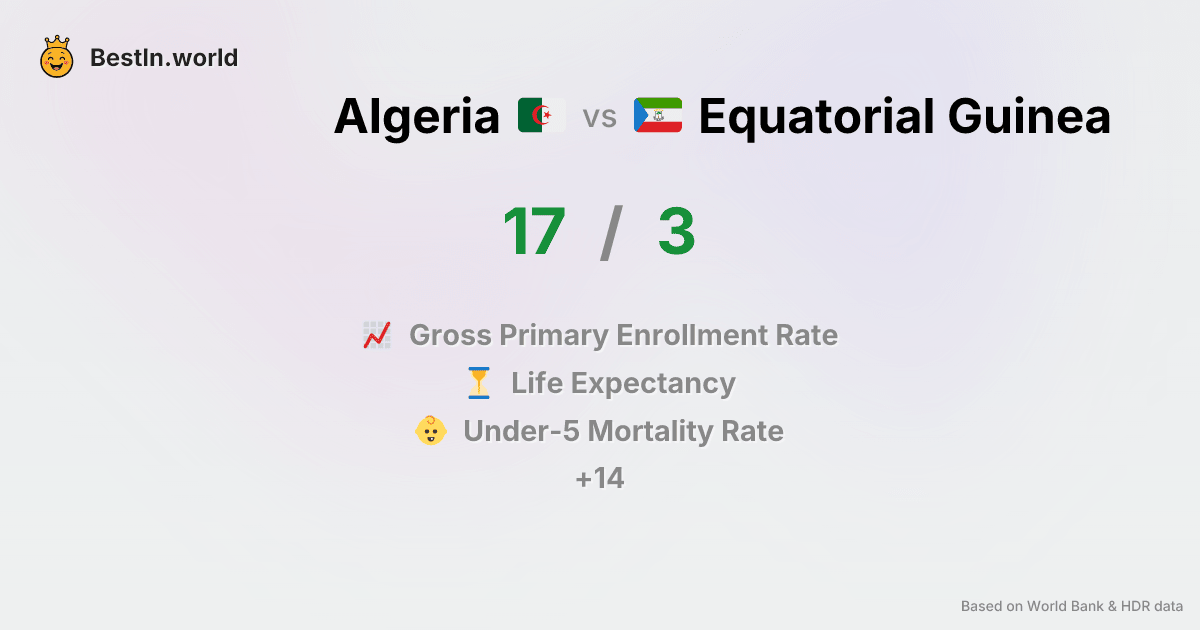 BestIn.world
Algeria vs Equatorial Guinea
17 / 3
Gross Primary Enrollment Rate
Life Expectancy
Under-5 Mortality Rate
+14
Based on World Bank & HDR data